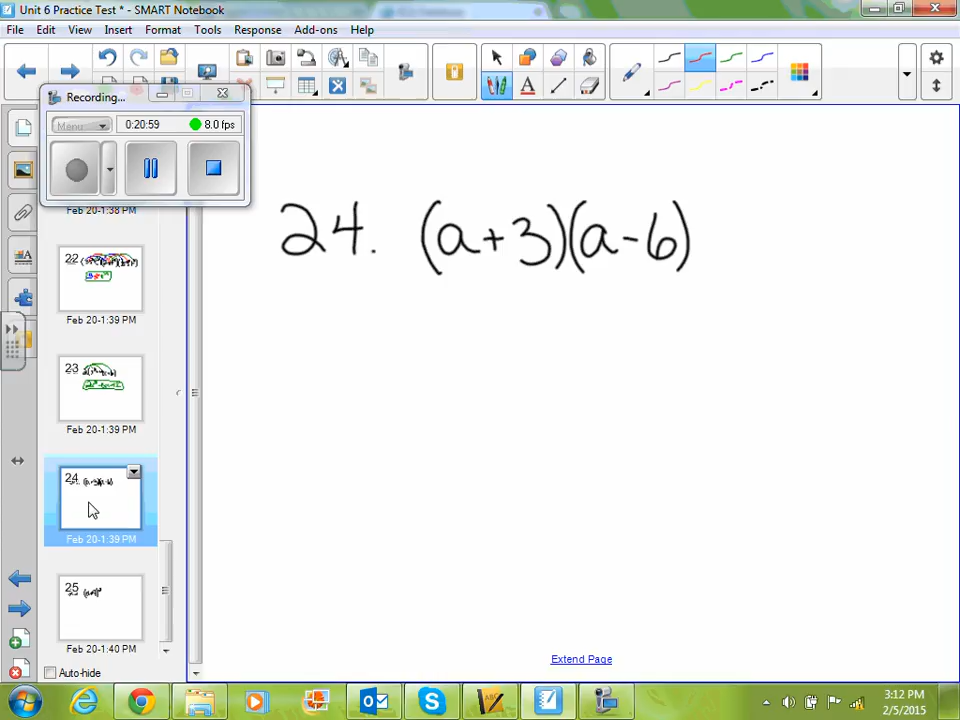 Unit 6 Practice Test * - SMART Notebook
File Edit View Insert Format Tools Response Add-ons Help
Recording...
Menu 0:20:59 8.0 fps
Feb 20-1:38 PM
22
Feb 20-1:39 PM
23
Feb 20-1:39 PM
24
Feb 20-1:39 PM
25
Feb 20-1:40 PM
Auto-hide
24. (a+3)(a-6)
Extend Page
3:12 PM
2/5/2015